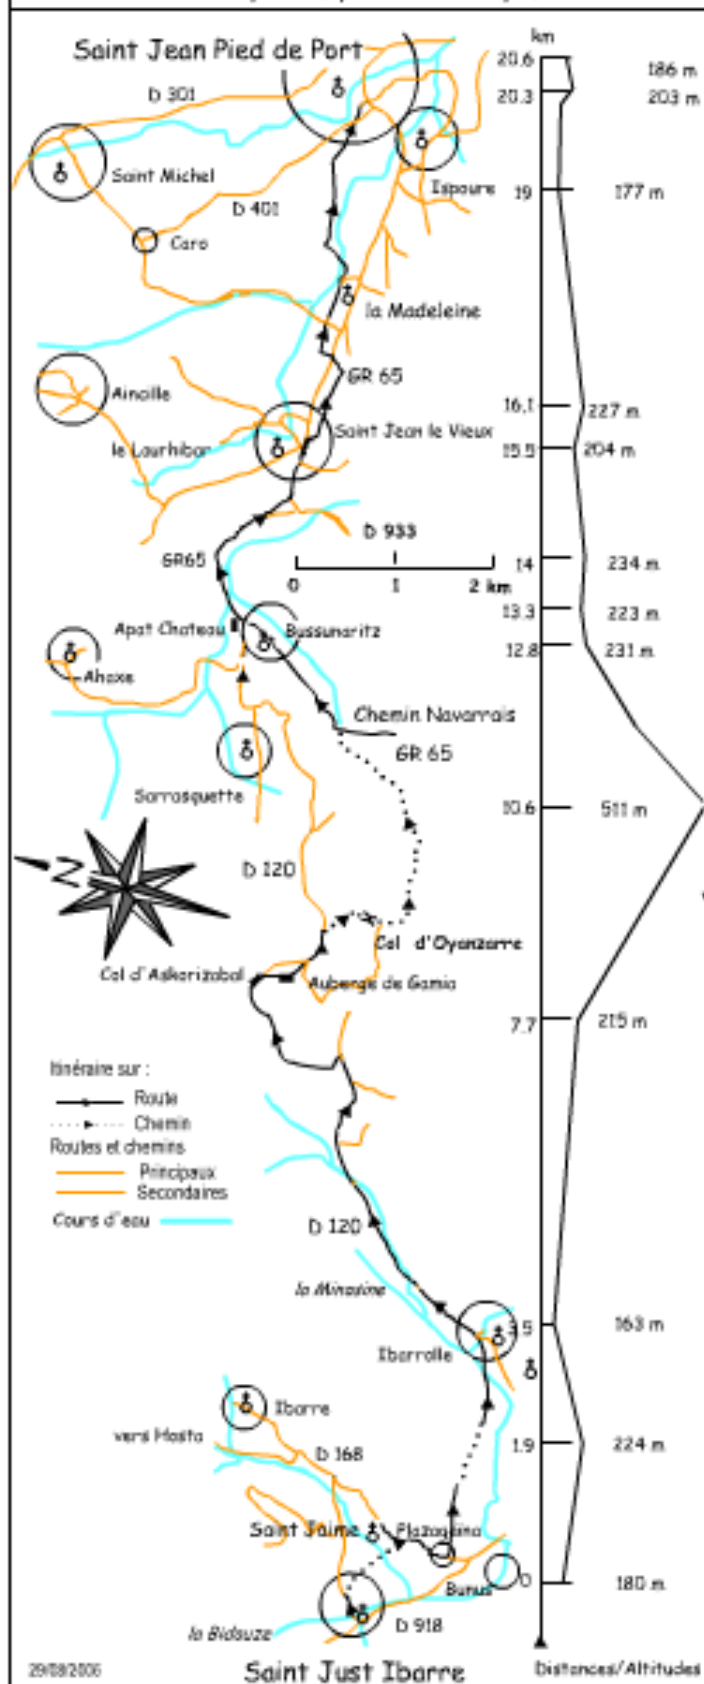 km
Saint Jean Pied de Port
20.6
186 m
D 301
20.3
203 m
Saint Michel
Ispoure
19
177 m
D 401
Caro
la Madeleine
GR 65
Ainaille
16.1
227 m
Saint Jean le Vieux
le Laurhibar
15.5
204 m
D 933
GR65
14
234 m
0 1 2 km
13.3
223 m
Apat Chateau
Bussunaritz
12.8
231 m
Ahaxe
Chemin Navarrais
GR 65
Sarrasquette
10.6
511 m
N
D 120
Col d'Oyanzarre
Col d'Askorizabal
Auberge de Gamia
7.7
215 m
Itinéraire sur :
Route
Chemin
Routes et chemins
Principaux
Secondaires
Cours d'eau
D 120
la Minasine
3.5
163 m
Ibarrolle
Ibarre
vers Hosta
D 168
1.9
224 m
Saint Jaime
Plazagaina
Bunus
0
180 m
la Bidouze
D 918
29/08/2006
Saint Just Ibarre
Distances/Altitudes